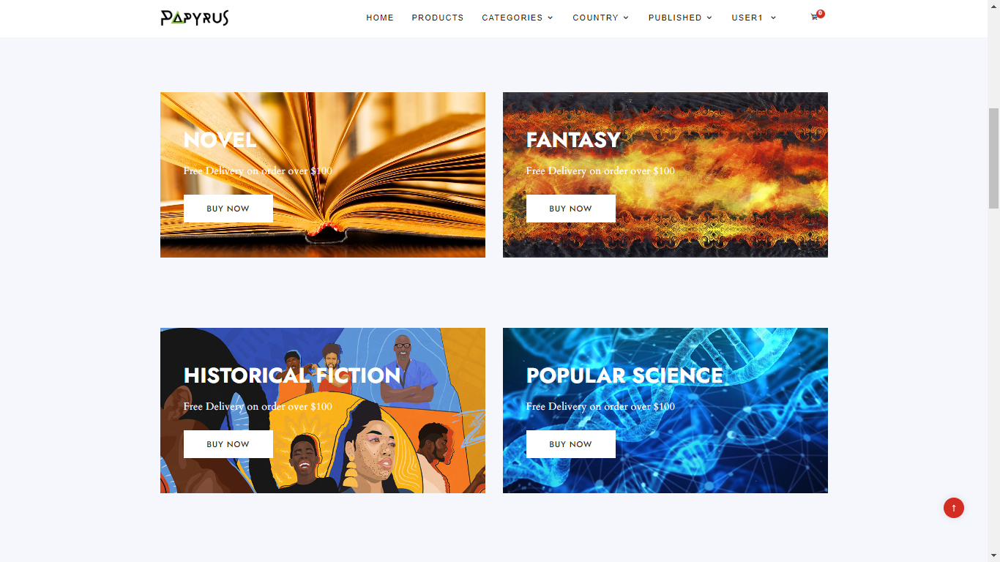 PAPYRUS
HOME PRODUCTS CATEGORIES COUNTRY PUBLISHED USER1 0
NOVEL
Free Delivery on order over $100
BUY NOW
FANTASY
Free Delivery on order over $100
BUY NOW
HISTORICAL FICTION
Free Delivery on order over $100
BUY NOW
POPULAR SCIENCE
Free Delivery on order over $100
BUY NOW
↑